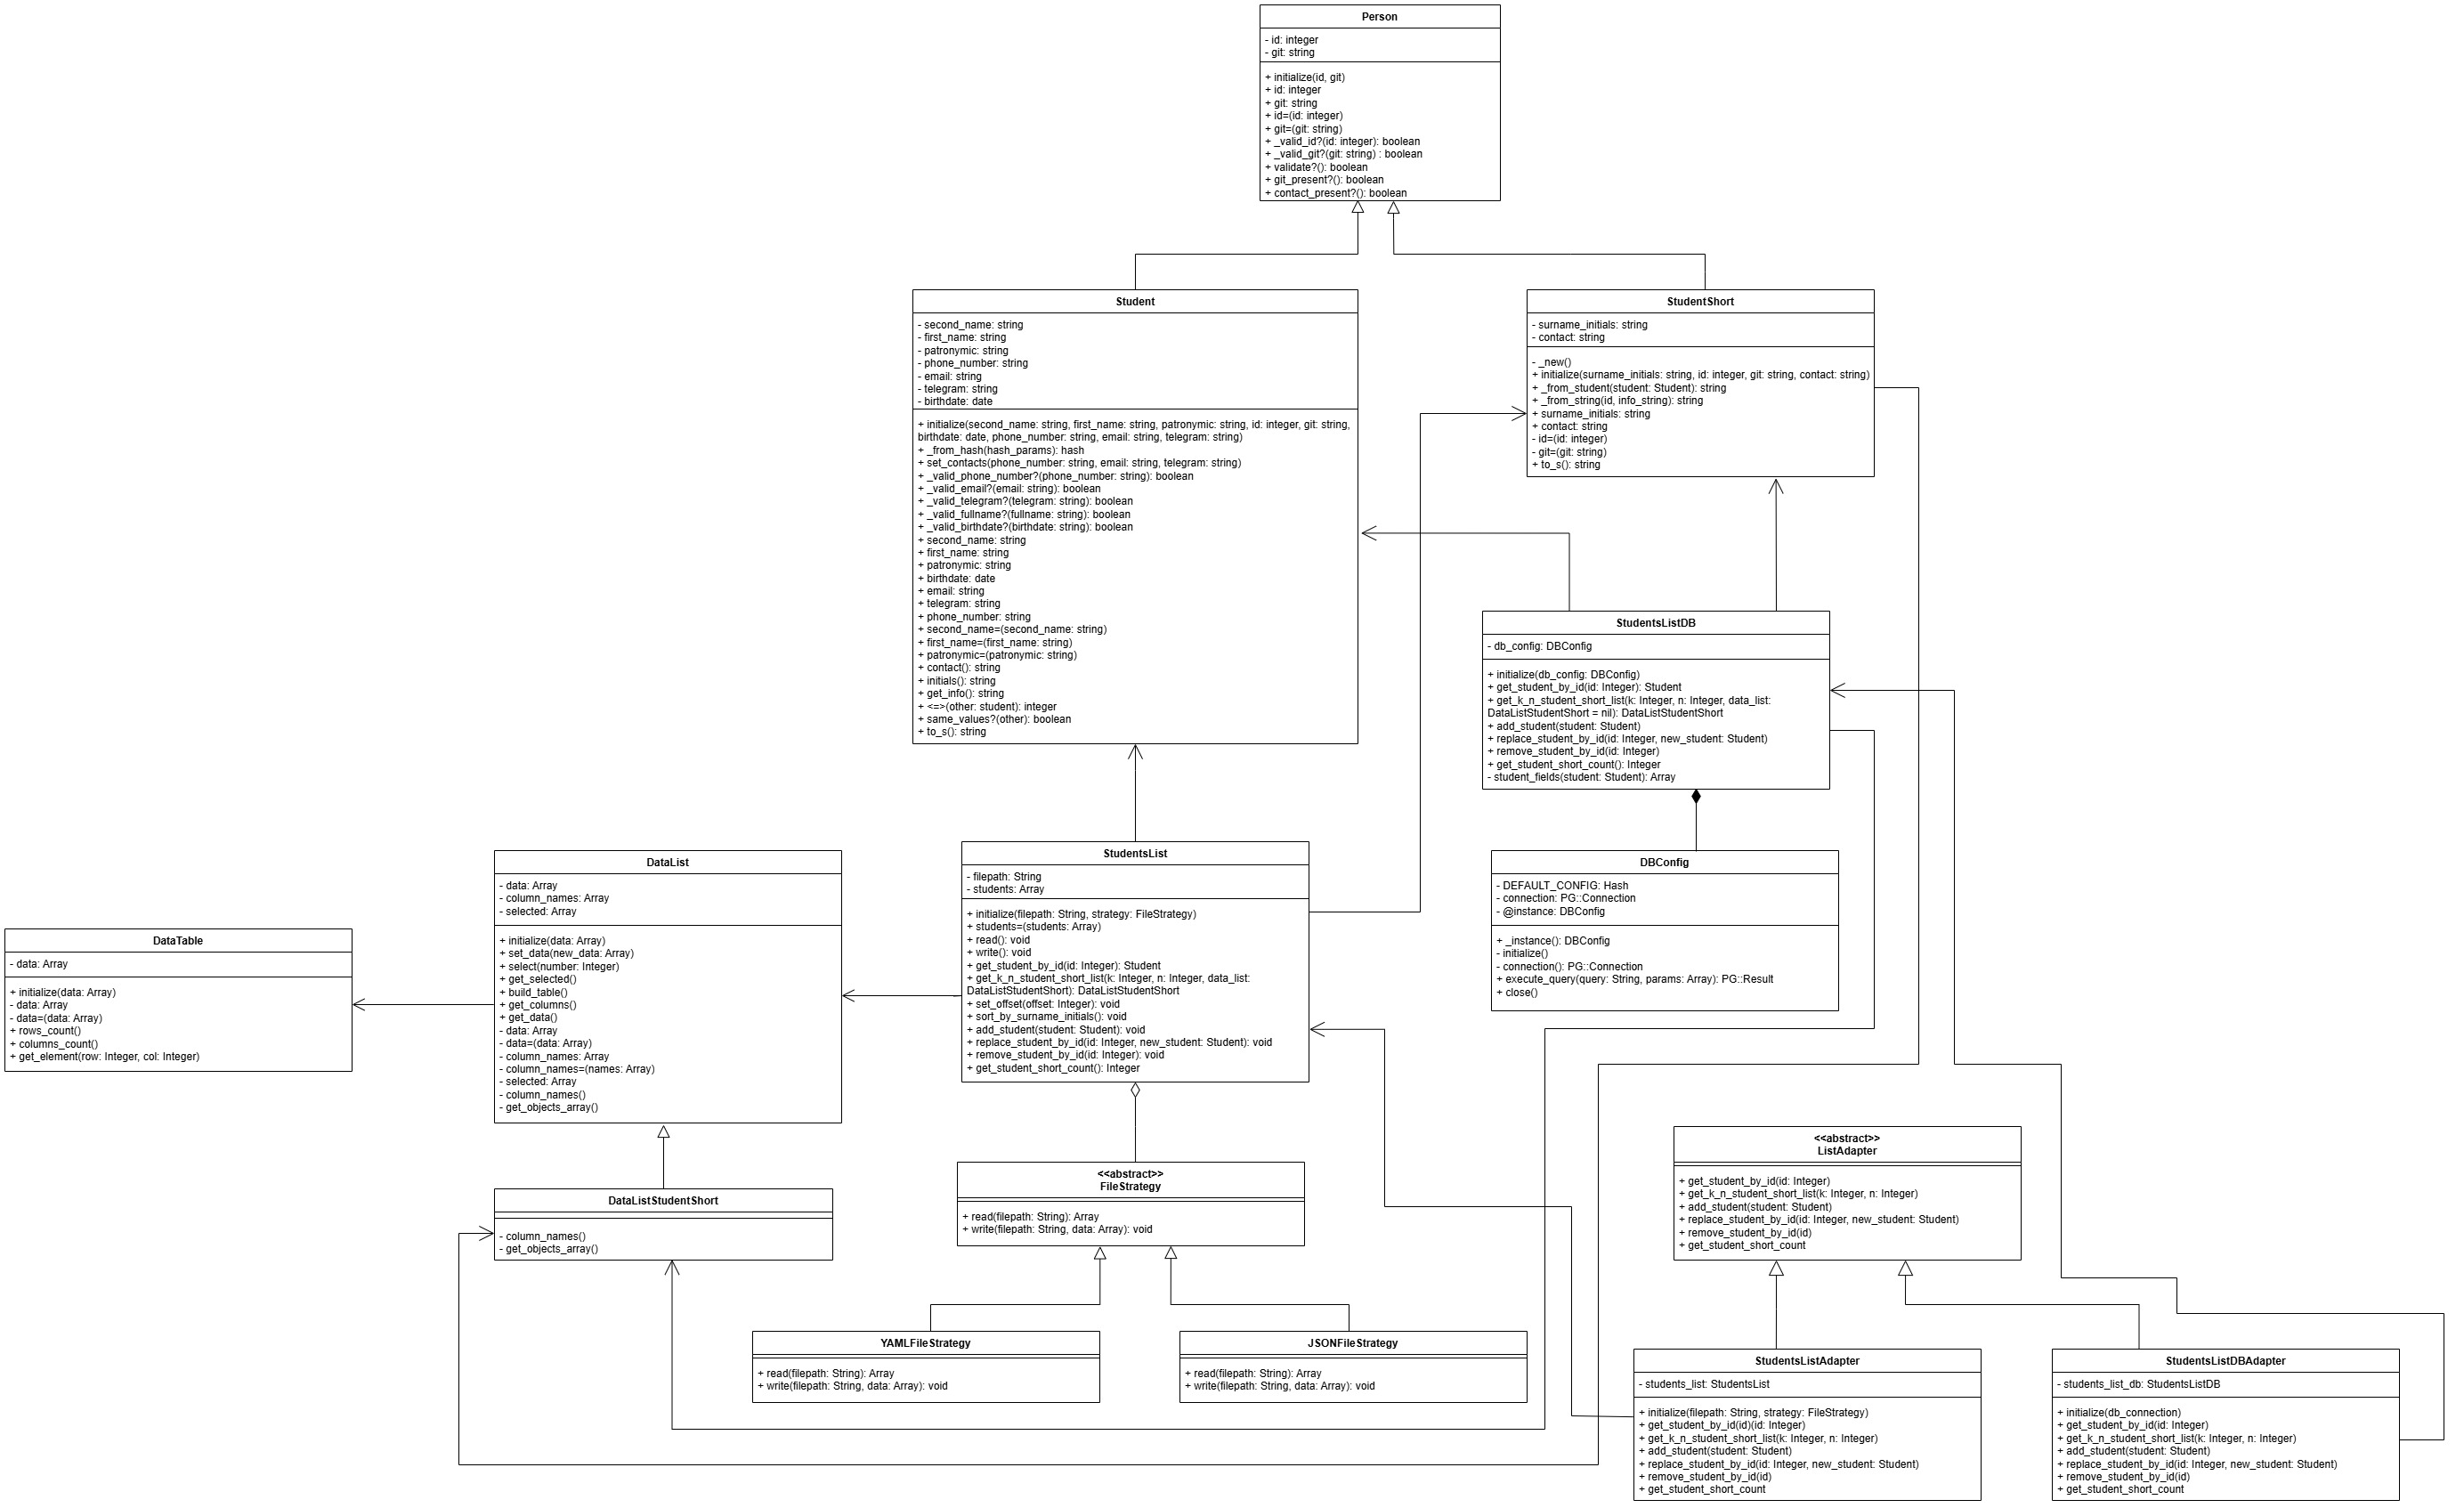 Person
- id: integer
- git: string
+ initialize(id, git)
+ id: integer
+ git: string
+ id=(id: integer)
+ git=(git: string)
+ _valid_id?(id: integer): boolean
+ _valid_git?(git: string) : boolean
+ validate?(): boolean
+ git_present?(): boolean
+ contact_present?(): boolean
Student
- second_name: string
- first_name: string
- patronymic: string
- phone_number: string
- email: string
- telegram: string
- birthdate: date
+ initialize(second_name: string, first_name: string, patronymic: string, id: integer, git: string,
birthdate: date, phone_number: string, email: string, telegram: string)
+ _from_hash(hash_params): hash
+ set_contacts(phone_number: string, email: string, telegram: string)
+ _valid_phone_number?(phone_number: string): boolean
+ _valid_email?(email: string): boolean
+ _valid_telegram?(telegram: string): boolean
+ _valid_fullname?(fullname: string): boolean
+ _valid_birthdate?(birthdate: string): boolean
+ second_name: string
+ first_name: string
+ patronymic: string
+ birthdate: date
+ email: string
+ telegram: string
+ phone_number: string
+ second_name=(second_name: string)
+ first_name=(first_name: string)
+ patronymic=(patronymic: string)
+ contact(): string
+ initials(): string
+ get_info(): string
+ <=>(other: student): integer
+ same_values?(other): boolean
+ to_s(): string
StudentShort
- surname_initials: string
- contact: string
- _new()
+ initialize(surname_initials: string, id: integer, git: string, contact: string)
+ _from_student(student: Student): string
+ _from_string(id, info_string): string
+ surname_initials: string
+ contact: string
- id=(id: integer)
- git=(git: string)
+ to_s(): string
StudentsListDB
- db_config: DBConfig
+ initialize(db_config: DBConfig)
+ get_student_by_id(id: Integer): Student
+ get_k_n_student_short_list(k: Integer, n: Integer, data_list:
DataListStudentShort = nil): DataListStudentShort
+ add_student(student: Student)
+ replace_student_by_id(id: Integer, new_student: Student)
+ remove_student_by_id(id: Integer)
+ get_student_short_count(): Integer
- student_fields(student: Student): Array
DBConfig
- DEFAULT_CONFIG: Hash
- connection: PG::Connection
- @instance: DBConfig
+ _instance(): DBConfig
- initialize()
- connection(): PG::Connection
+ execute_query(query: String, params: Array): PG::Result
+ close()
StudentsList
- filepath: String
- students: Array
+ initialize(filepath: String, strategy: FileStrategy)
+ students=(students: Array)
+ read(): void
+ write(): void
+ get_student_by_id(id: Integer): Student
+ get_k_n_student_short_list(k: Integer, n: Integer, data_list:
DataListStudentShort): DataListStudentShort
+ set_offset(offset: Integer): void
+ sort_by_surname_initials(): void
+ add_student(student: Student): void
+ replace_student_by_id(id: Integer, new_student: Student): void
+ remove_student_by_id(id: Integer): void
+ get_student_short_count(): Integer
DataList
- data: Array
- column_names: Array
- selected: Array
+ initialize(data: Array)
+ set_data(new_data: Array)
+ select(number: Integer)
+ get_selected()
+ build_table()
+ get_columns()
+ get_data()
- data: Array
- data=(data: Array)
- column_names: Array
- column_names=(names: Array)
- selected: Array
- column_names()
- get_objects_array()
DataTable
- data: Array
+ initialize(data: Array)
- data: Array
- data=(data: Array)
+ rows_count()
+ columns_count()
+ get_element(row: Integer, col: Integer)
DataListStudentShort
- column_names()
- get_objects_array()
<<abstract>>
FileStrategy
+ read(filepath: String): Array
+ write(filepath: String, data: Array): void
YAMLFileStrategy
+ read(filepath: String): Array
+ write(filepath: String, data: Array): void
JSONFileStrategy
+ read(filepath: String): Array
+ write(filepath: String, data: Array): void
<<abstract>>
ListAdapter
+ get_student_by_id(id: Integer)
+ get_k_n_student_short_list(k: Integer, n: Integer)
+ add_student(student: Student)
+ replace_student_by_id(id: Integer, new_student: Student)
+ remove_student_by_id(id)
+ get_student_short_count
StudentsListAdapter
- students_list: StudentsList
+ initialize(filepath: String, strategy: FileStrategy)
+ get_student_by_id(id)(id: Integer)
+ get_k_n_student_short_list(k: Integer, n: Integer)
+ add_student(student: Student)
+ replace_student_by_id(id: Integer, new_student: Student)
+ remove_student_by_id(id)
+ get_student_short_count
StudentsListDBAdapter
- students_list_db: StudentsListDB
+ initialize(db_connection)
+ get_student_by_id(id: Integer)
+ get_k_n_student_short_list(k: Integer, n: Integer)
+ add_student(student: Student)
+ replace_student_by_id(id: Integer, new_student: Student)
+ remove_student_by_id(id)
+ get_student_short_count